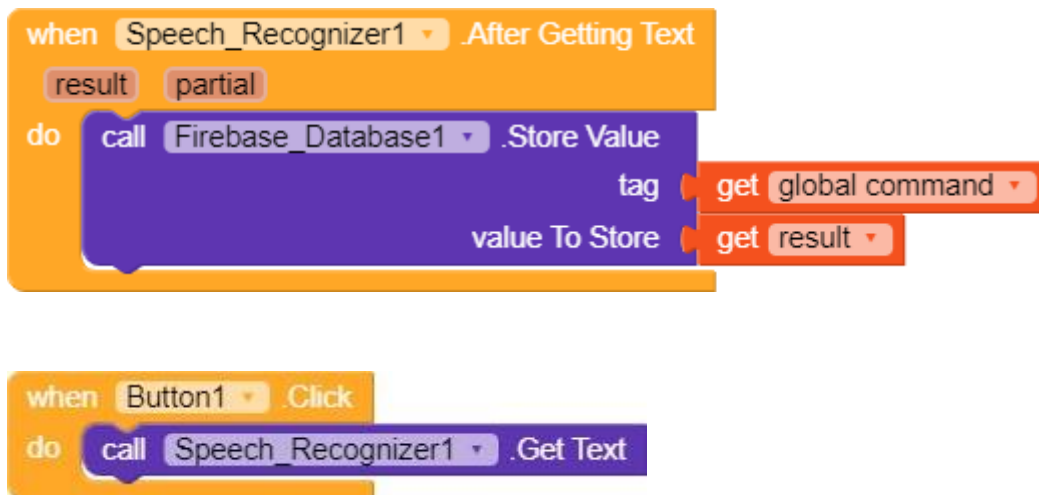 when Speech_Recognizer1 .After Getting Text
result partial
do call Firebase_Database1 .Store Value
tag get global command
value To Store get result
when Button1 .Click
do call Speech_Recognizer1 .Get Text